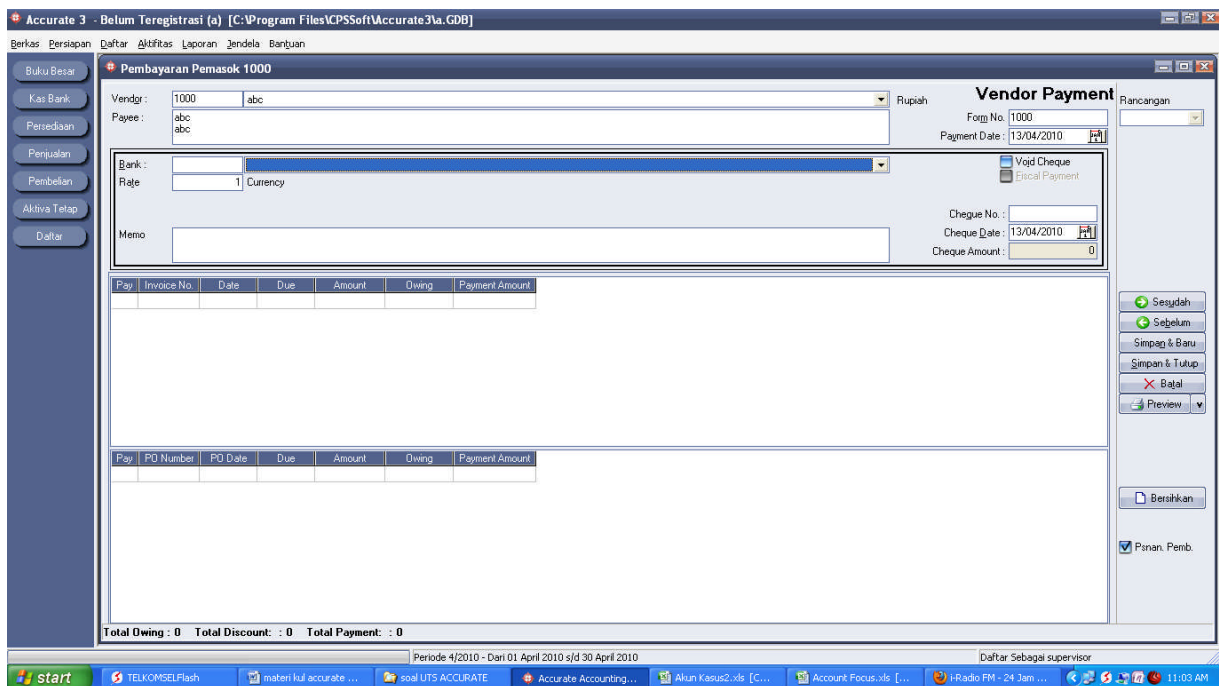 Accurate 3 - Belum Teregistrasi (a) [C:\Program Files\CPSSoft\Accurate3\a.GDB]
Berkas Persiapan Daftar Aktifitas Laporan Jendela Bantuan
Buku Besar
Kas Bank
Persediaan
Penjualan
Pembelian
Aktiva Tetap
Daftar
Pembayaran Pemasok 1000
Vendor : 1000 abc Rupiah
Payee : abc
abc
Vendor Payment
Form No. 1000
Payment Date : 13/04/2010
Rancangan
Bank :
Rate 1 Currency
Memo
Void Cheque
Fiscal Payment
Cheque No. :
Cheque Date : 13/04/2010
Cheque Amount : 0
Pay Invoice No. Date Due Amount Owing Payment Amount
Sesudah
Sebelum
Simpan & Baru
Simpan & Tutup
Batal
Preview
Pay PO Number PO Date Due Amount Owing Payment Amount
Bersihkan
Psnan. Pemb.
Total Owing : 0 Total Discount: : 0 Total Payment: : 0
Periode 4/2010 - Dari 01 April 2010 s/d 30 April 2010 Daftar Sebagai supervisor
start TELKOMSELFlash materi kul accurate ... soal UTS ACCURATE Accurate Accounting... Akun Kasus2.xls [C... Account Focus.xls [... i-Radio FM - 24 Jam ... 11:03 AM